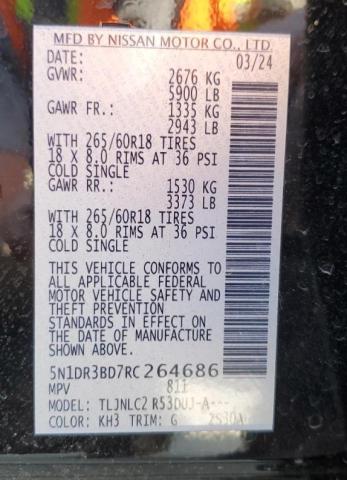 MFD BY NISSAN MOTOR CO., LTD.
DATE: 03/24
GVWR: 2676 KG
5900 LB
GAWR FR.: 1335 KG
2943 LB
WITH 265/60R18 TIRES
18 X 8.0 RIMS AT 36 PSI
COLD SINGLE
GAWR RR.: 1530 KG
3373 LB
WITH 265/60R18 TIRES
18 X 8.0 RIMS AT 36 PSI
COLD SINGLE
THIS VEHICLE CONFORMS TO
ALL APPLICABLE FEDERAL
MOTOR VEHICLE SAFETY AND
THEFT PREVENTION
STANDARDS IN EFFECT ON
THE DATE OF MANUFACTURE
SHOWN ABOVE.
5N1DR3BD7RC264686
MPV 811
MODEL: TLJNLC2 R53DUJ-A---
COLOR: KH3 TRIM: G 2S30A